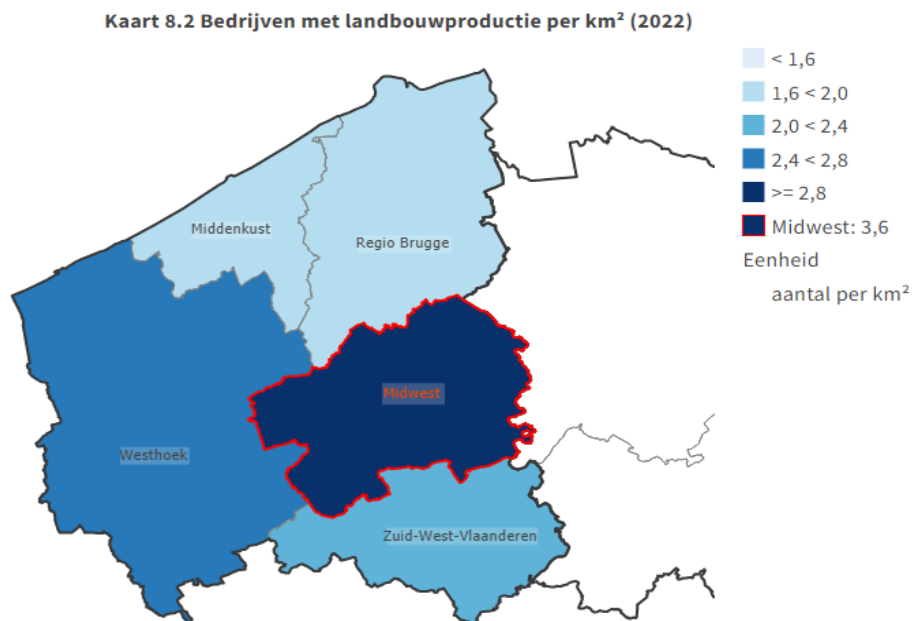 Kaart 8.2 Bedrijven met landbouwproductie per km² (2022)
< 1,6
1,6 < 2,0
2,0 < 2,4
2,4 < 2,8
>= 2,8
Midwest: 3,6
Eenheid
aantal per km²
Middenkust
Regio Brugge
Midwest
Westhoek
Zuid-West-Vlaanderen